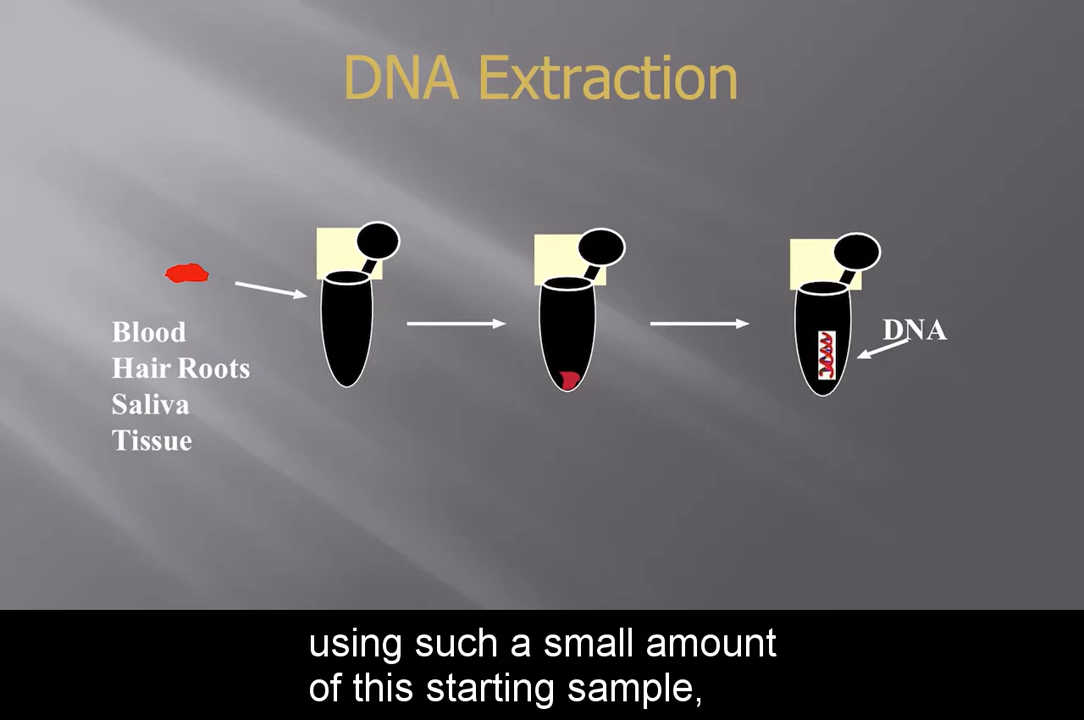 DNA Extraction
Blood
Hair Roots
Saliva
Tissue
DNA
using such a small amount
of this starting sample,